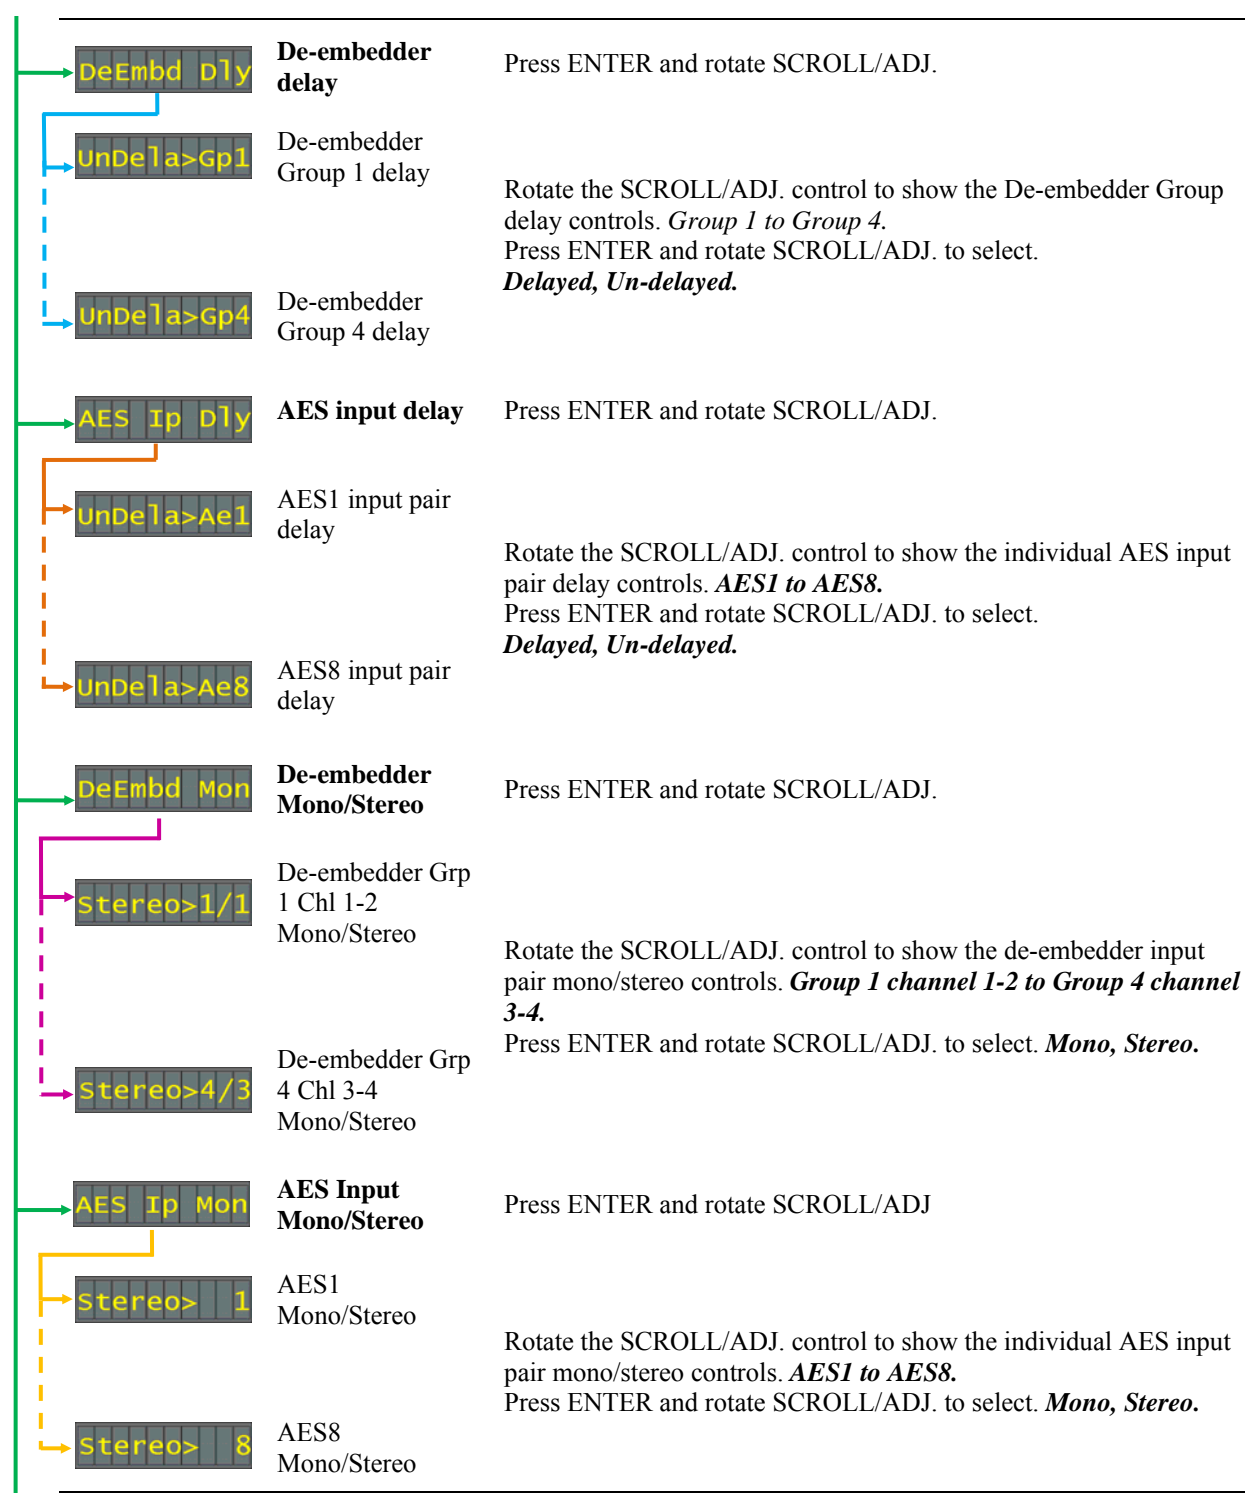 DeEmbd Dly
De-embedder
delay
Press ENTER and rotate SCROLL/ADJ.
UnDela>Gp1
De-embedder
Group 1 delay
Rotate the SCROLL/ADJ. control to show the De-embedder Group
delay controls. Group 1 to Group 4.
Press ENTER and rotate SCROLL/ADJ. to select.
Delayed, Un-delayed.
UnDela>Gp4
De-embedder
Group 4 delay
AES Ip Dly
AES input delay
Press ENTER and rotate SCROLL/ADJ.
UnDela>Ae1
AES1 input pair
delay
Rotate the SCROLL/ADJ. control to show the individual AES input
pair delay controls. AES1 to AES8.
Press ENTER and rotate SCROLL/ADJ. to select.
Delayed, Un-delayed.
UnDela>Ae8
AES8 input pair
delay
DeEmbd Mon
De-embedder
Mono/Stereo
Press ENTER and rotate SCROLL/ADJ.
Stereo>1/1
De-embedder Grp
1 Chl 1-2
Mono/Stereo
Rotate the SCROLL/ADJ. control to show the de-embedder input
pair mono/stereo controls. Group 1 channel 1-2 to Group 4 channel
3-4.
Press ENTER and rotate SCROLL/ADJ. to select. Mono, Stereo.
Stereo>4/3
De-embedder Grp
4 Chl 3-4
Mono/Stereo
AES Ip Mon
AES Input
Mono/Stereo
Press ENTER and rotate SCROLL/ADJ
Stereo>  1
AES1
Mono/Stereo
Rotate the SCROLL/ADJ. control to show the individual AES input
pair mono/stereo controls. AES1 to AES8.
Press ENTER and rotate SCROLL/ADJ. to select. Mono, Stereo.
Stereo>  8
AES8
Mono/Stereo